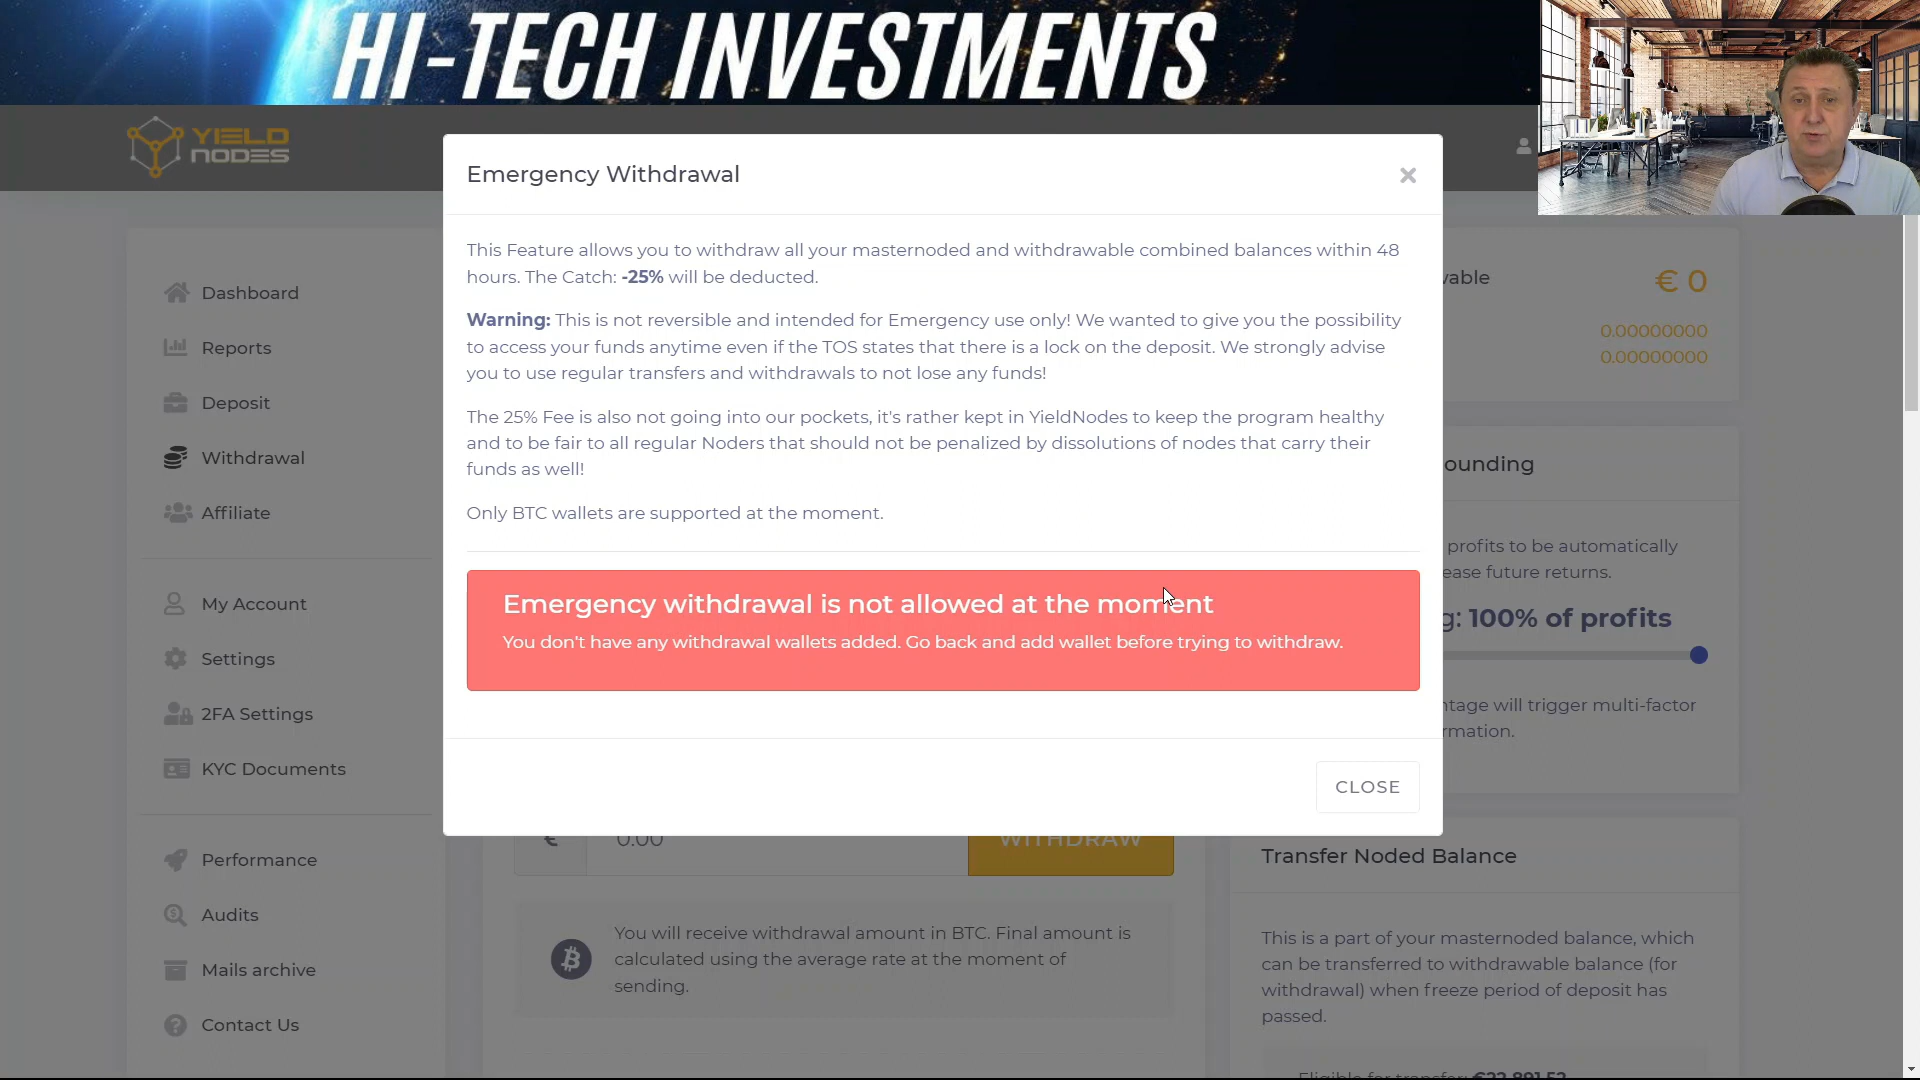 HI-TECH INVESTMENTS
YIELD
NODES
Emergency Withdrawal
This Feature allows you to withdraw all your masternoded and withdrawable combined balances within 48
hours. The Catch: -25% will be deducted.
Warning: This is not reversible and intended for Emergency use only! We wanted to give you the possibility
to access your funds anytime even if the TOS states that there is a lock on the deposit. We strongly advise
you to use regular transfers and withdrawals to not lose any funds!
The 25% Fee is also not going into our pockets, it's rather kept in YieldNodes to keep the program healthy
and to be fair to all regular Noders that should not be penalized by dissolutions of nodes that carry their
funds as well!
Only BTC wallets are supported at the moment.
Emergency withdrawal is not allowed at the moment
You don't have any withdrawal wallets added. Go back and add wallet before trying to withdraw.
CLOSE
Dashboard
Reports
Deposit
Withdrawal
Affiliate
My Account
Settings
2FA Settings
KYC Documents
Performance
Audits
Mails archive
Contact Us
€ 0.00
WITHDRAW
You will receive withdrawal amount in BTC. Final amount is
calculated using the average rate at the moment of
sending.
€ 0
0.00000000
0.00000000
ounding
profits to be automatically
ease future returns.
g: 100% of profits
ntage will trigger multi-factor
rmation.
Transfer Noded Balance
This is a part of your masternoded balance, which
can be transferred to withdrawable balance (for
withdrawal) when freeze period of deposit has
passed.
Eligible for transfer: €22,891.52